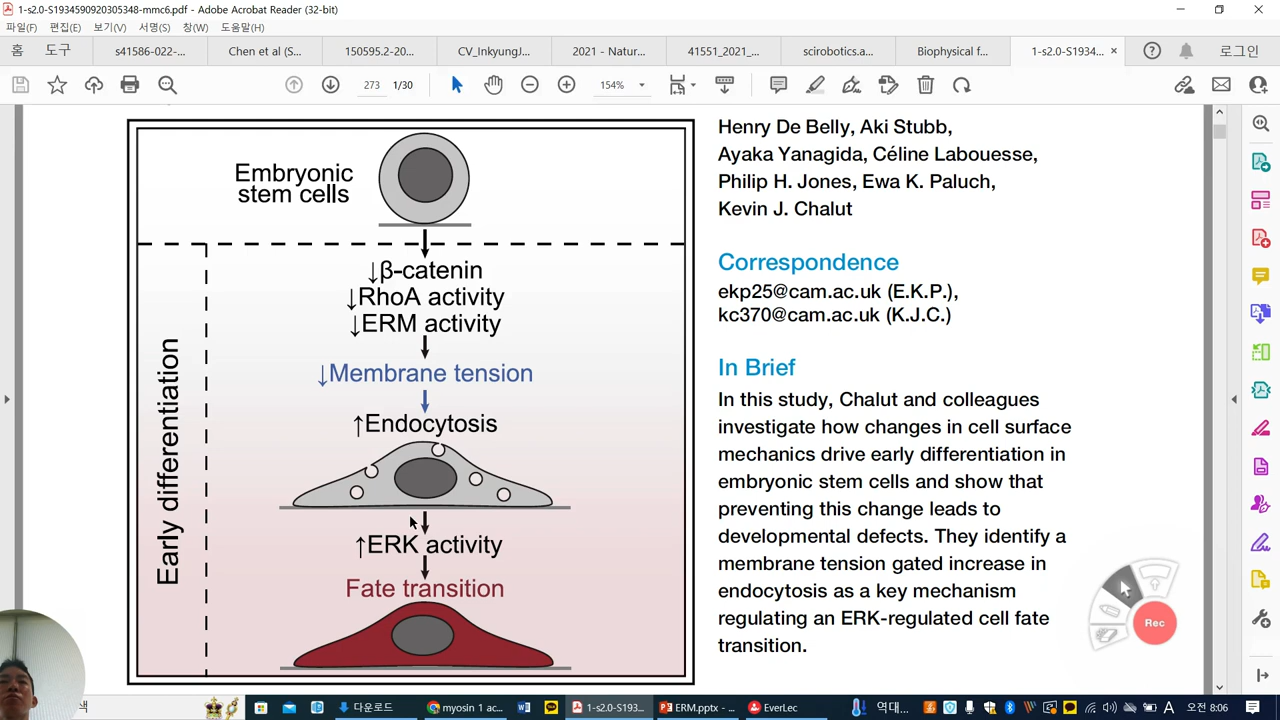 1-s2.0-S1934590920305348-mmc6.pdf - Adobe Acrobat Reader (32-bit)
파일(F) 편집(E) 보기(V) 서명(S) 창(W) 도움말(H)
홈 도구 s41586-022-... Chen et al (S... 150595.2-20... CV_InkyungJ... 2021 - Natur... 41551_2021_... scirobotics.a... Biophysical f... 1-s2.0-S1934... × 로그인
273 1/30 154%
Embryonic
stem cells
↓β-catenin
↓RhoA activity
↓ERM activity
↓Membrane tension
↑Endocytosis
↑ERK activity
Fate transition
Early differentiation
Henry De Belly, Aki Stubb,
Ayaka Yanagida, Céline Labouesse,
Philip H. Jones, Ewa K. Paluch,
Kevin J. Chalut
Correspondence
ekp25@cam.ac.uk (E.K.P.),
kc370@cam.ac.uk (K.J.C.)
In Brief
In this study, Chalut and colleagues
investigate how changes in cell surface
mechanics drive early differentiation in
embryonic stem cells and show that
preventing this change leads to
developmental defects. They identify a
membrane tension gated increase in
endocytosis as a key mechanism
regulating an ERK-regulated cell fate
transition.
Rec
색 다운로드 myosin 1 ac... 1-s2.0-S193... ERM.pptx - ... EverLec 역대... A 오전 8:06